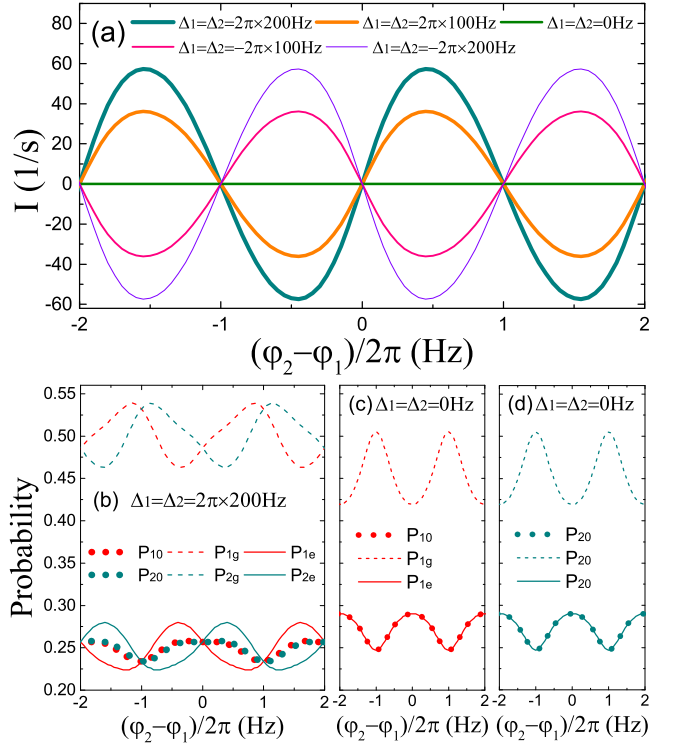 (a)
Δ₁=Δ₂=2π×200Hz Δ₁=Δ₂=2π×100Hz Δ₁=Δ₂=0Hz
Δ₁=Δ₂=−2π×100Hz Δ₁=Δ₂=−2π×200Hz
I (1/s)
80
60
40
20
0
-20
-40
-60
-2 -1 0 1 2
(φ₂−φ₁)/2π (Hz)
Probability
0.55
0.50
0.45
0.40
0.35
0.30
0.25
0.20
(b) Δ₁=Δ₂=2π×200Hz
P₁₀ P₁g P₁e
P₂₀ P₂g P₂e
-2 -1 0 1 2
(φ₂−φ₁)/2π (Hz)
(c) Δ₁=Δ₂=0Hz
P₁₀
P₁g
P₁e
-2 -1 0 1 2
(φ₂−φ₁)/2π (Hz)
(d) Δ₁=Δ₂=0Hz
P₂₀
P₂₀
P₂₀
-2 -1 0 1 2
(φ₂−φ₁)/2π (Hz)